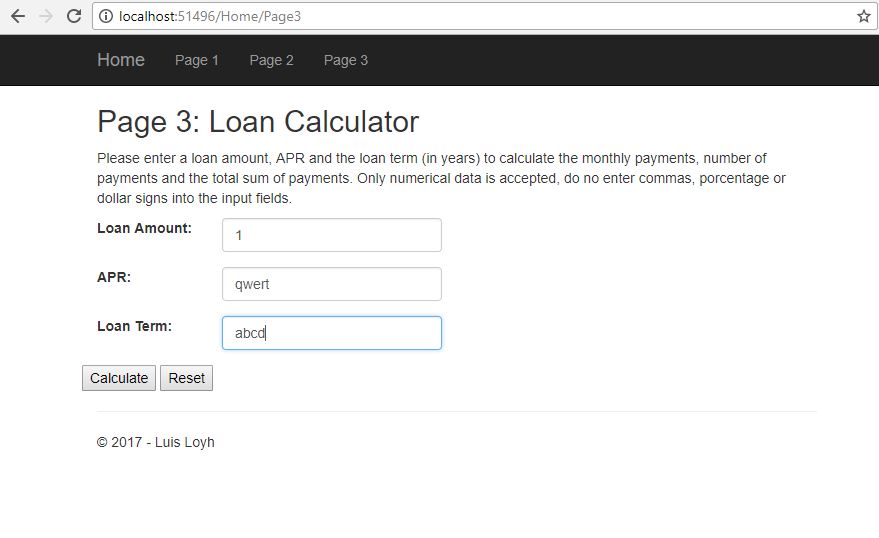 localhost:51496/Home/Page3
Home Page 1 Page 2 Page 3
Page 3: Loan Calculator
Please enter a loan amount, APR and the loan term (in years) to calculate the monthly payments, number of
payments and the total sum of payments. Only numerical data is accepted, do no enter commas, porcentage or
dollar signs into the input fields.
Loan Amount: 1
APR: qwert
Loan Term: abcd
Calculate Reset
© 2017 - Luis Loyh